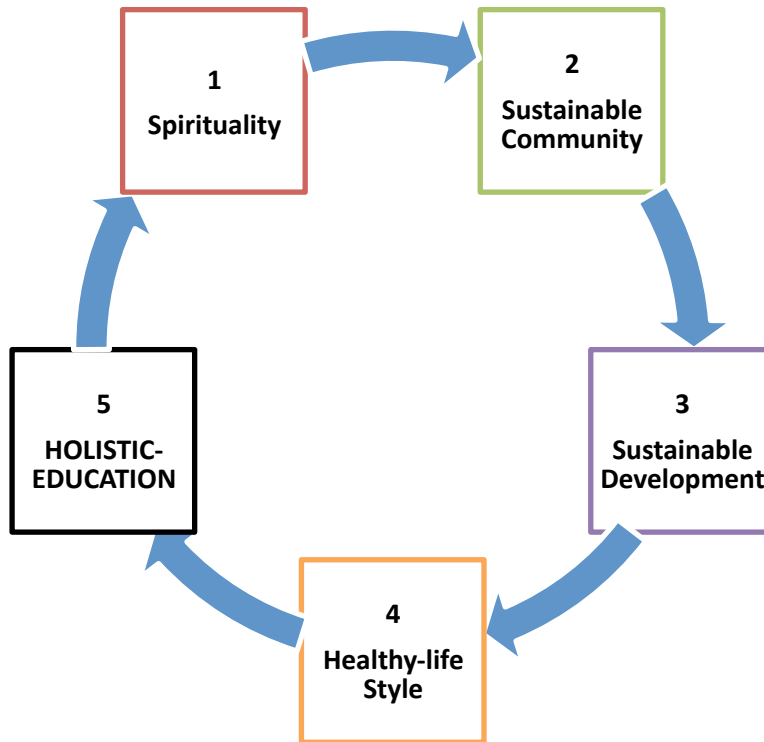 1
Spirituality
2
Sustainable
Community
3
Sustainable
Development
4
Healthy-life
Style
5
HOLISTIC-
EDUCATION